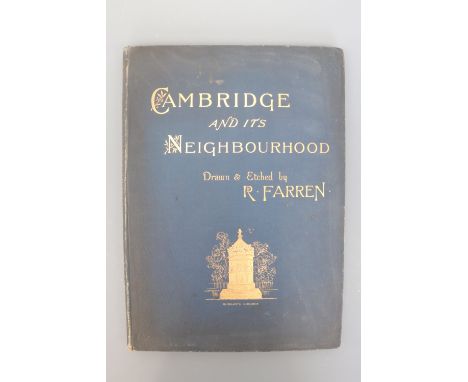 CAMBRIDGE
AND ITS
NEIGHBOURHOOD
Drawn & Etched by
R. FARREN.